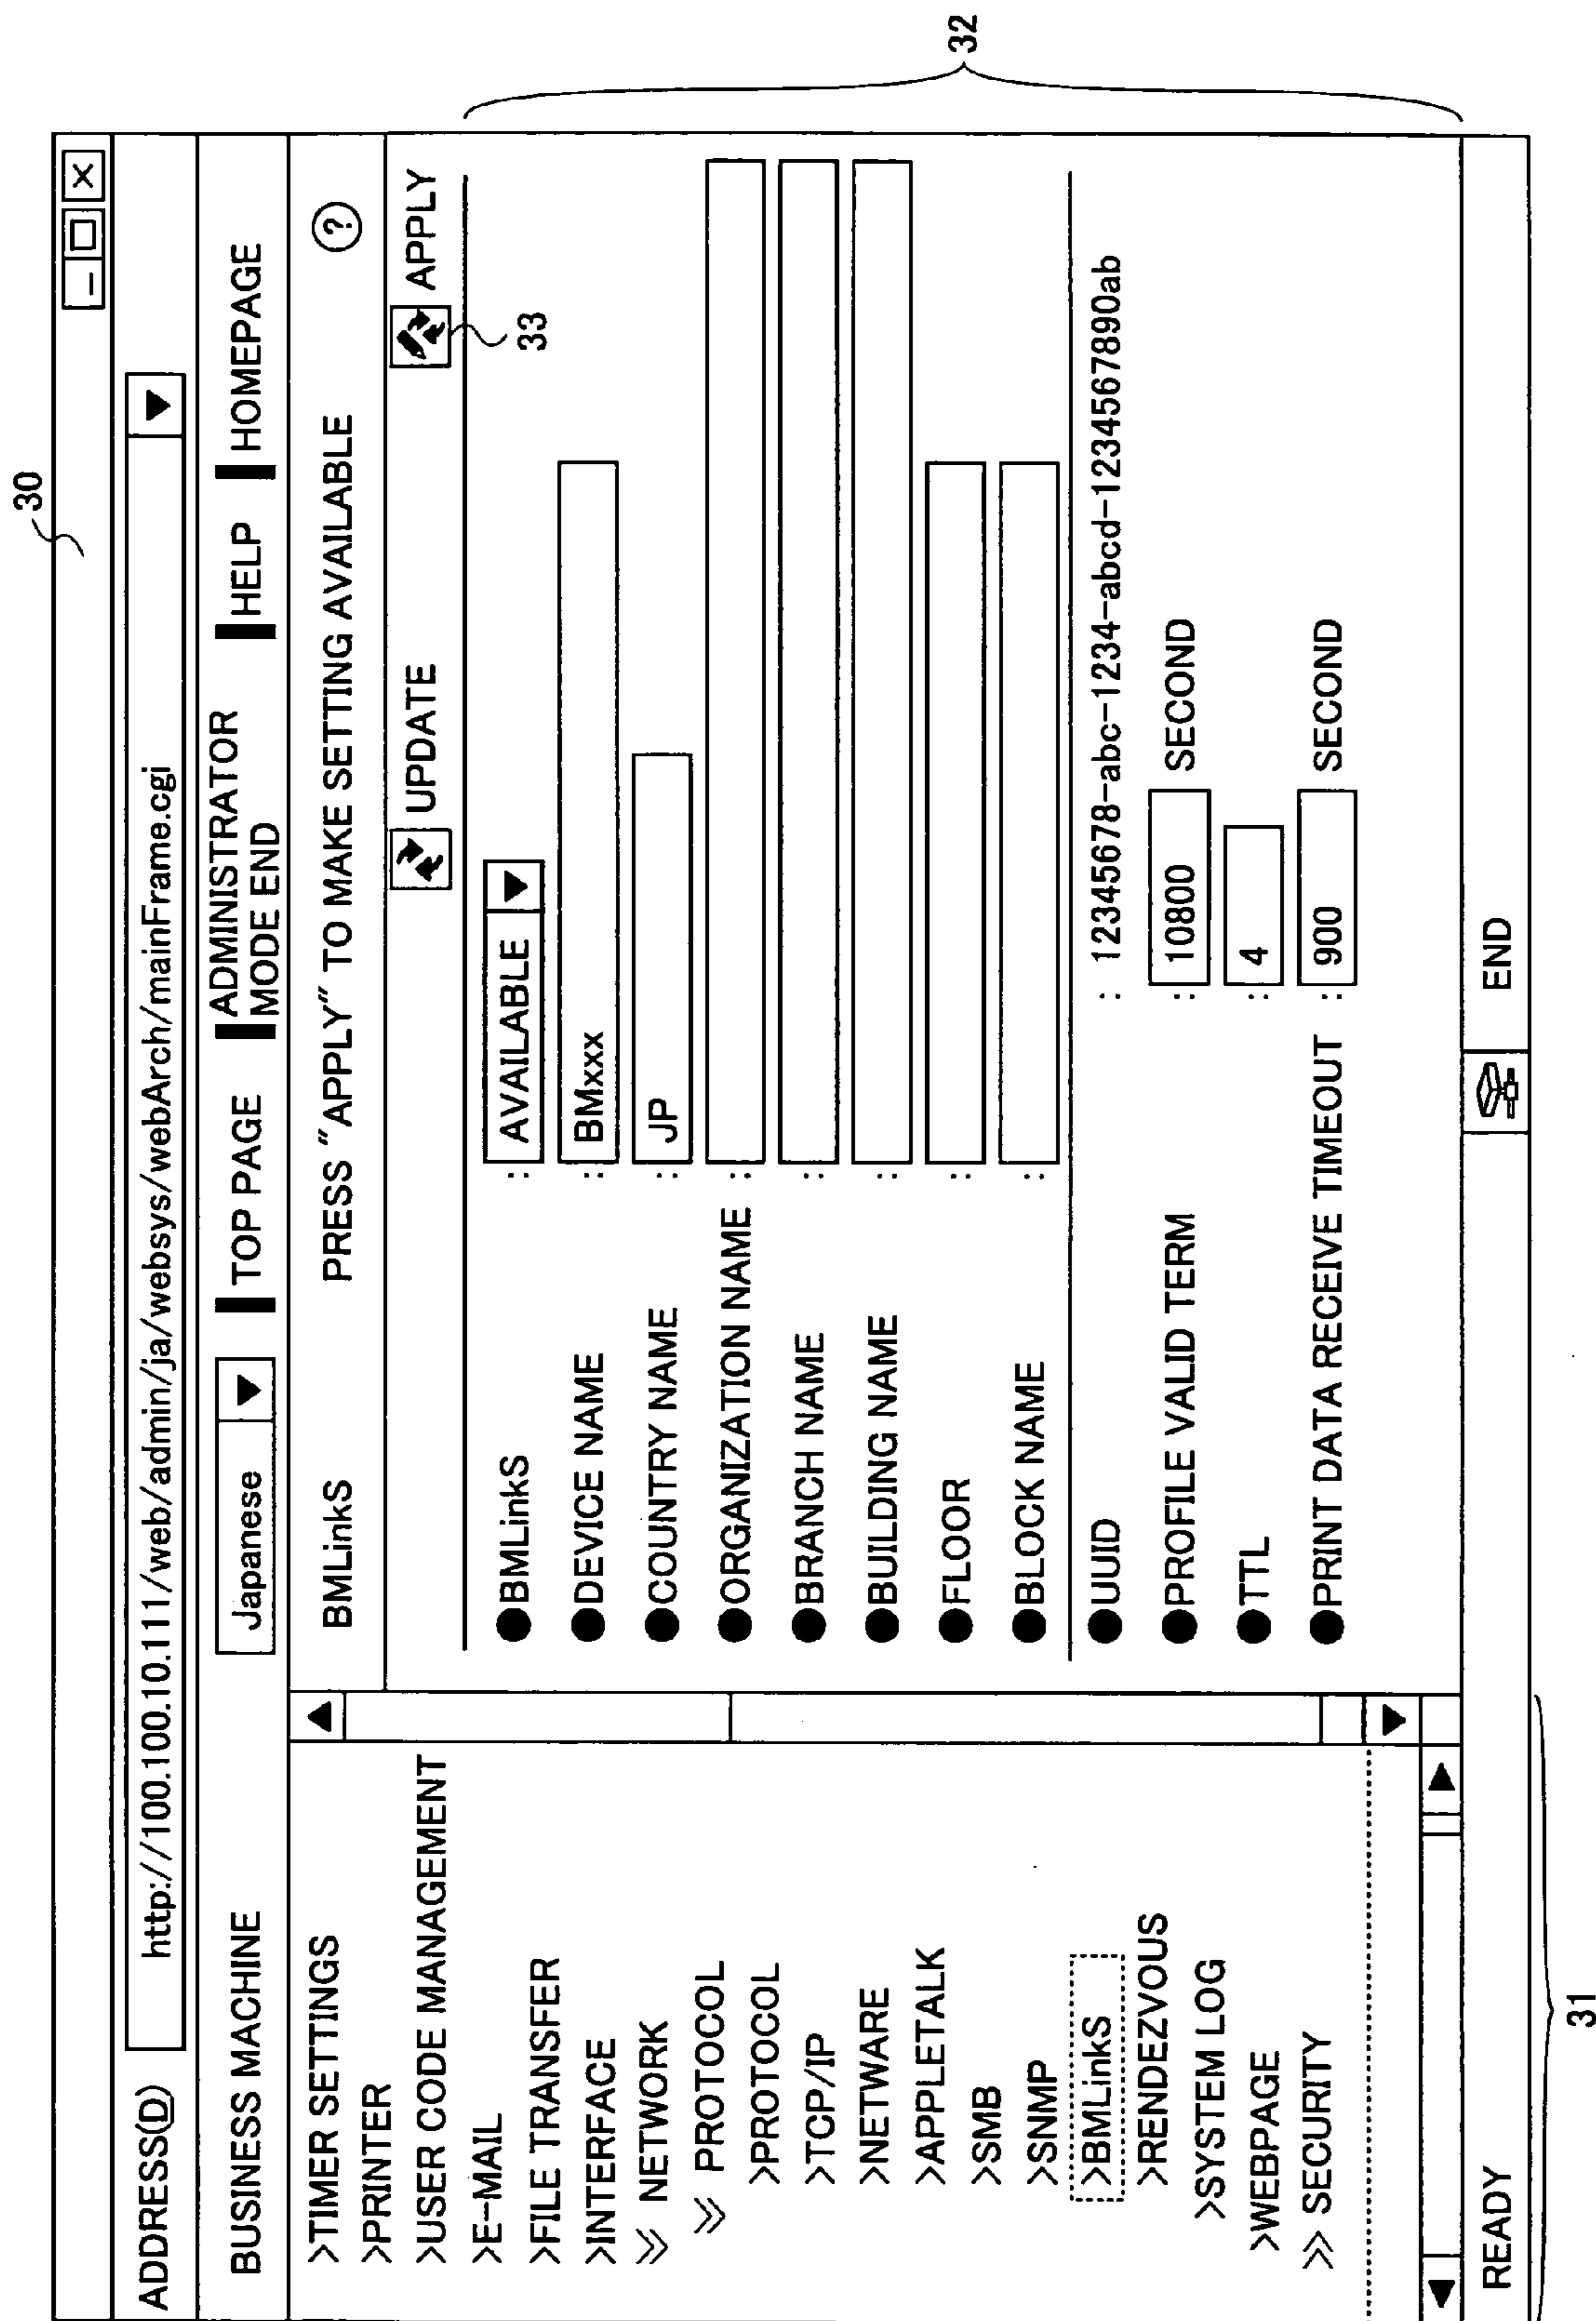 30
_ □ ×
ADDRESS(D) http://100.100.10.111/web/admin/ja/websys/webArch/mainFrame.cgi ▼
BUSINESS MACHINE Japanese ▼ TOP PAGE ADMINISTRATOR MODE END HELP HOMEPAGE
>TIMER SETTINGS
>PRINTER
>USER CODE MANAGEMENT
>E-MAIL
>FILE TRANSFER
>INTERFACE
≫ NETWORK
≫ PROTOCOL
>PROTOCOL
>TCP/IP
>NETWARE
>APPLETALK
>SMB
>SNMP
>BMLinkS
>RENDEZVOUS
>SYSTEM LOG
>WEBPAGE
≫ SECURITY
31
BMLinkS PRESS "APPLY" TO MAKE SETTING AVAILABLE ?
UPDATE APPLY
33
●BMLinkS : AVAILABLE ▼
●DEVICE NAME : BMxxx
●COUNTRY NAME : JP
●ORGANIZATION NAME :
●BRANCH NAME :
●BUILDING NAME :
●FLOOR :
●BLOCK NAME :
●UUID : 12345678-abc-1234-abcd-1234567890ab
●PROFILE VALID TERM : 10800 SECOND
●TTL : 4
●PRINT DATA RECEIVE TIMEOUT : 900 SECOND
32
READY END